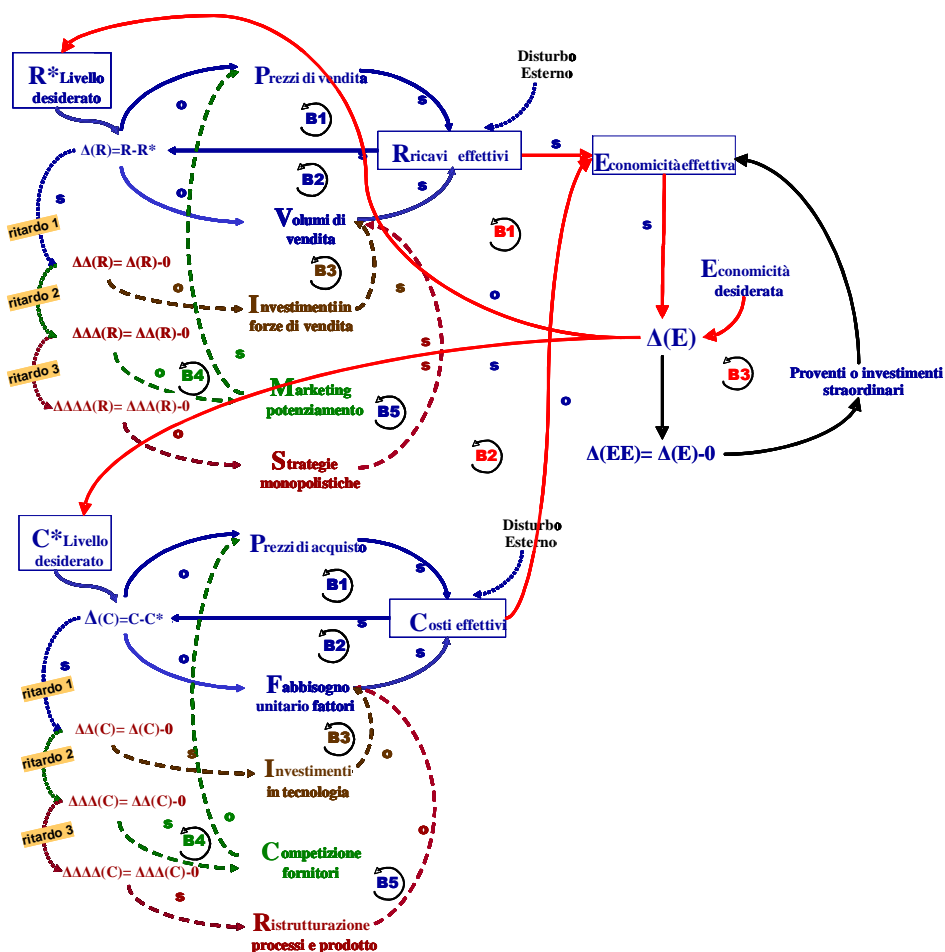 Disturbo
Esterno
R*Livello
desiderato
Prezzi di vendita
o
s
B1
Δ(R)=R-R*
Rricavi effettivi
s
s
Economicità effettiva
B2
s
o
s
Volumi di
vendita
ritardo 1
B1
s
ΔΔ(R)= Δ(R)-0
B3
Economicità
desiderata
o
s
ritardo 2
o
Investimenti in
forze di vendita
ΔΔΔ(R)= ΔΔ(R)-0
s
s
s
Δ(E)
ritardo 3
o
B4
B3
Proventi o investimenti
straordinari
Marketing
potenziamento
o
o
ΔΔΔΔ(R)= ΔΔΔ(R)-0
B5
o
B2
Δ(EE)= Δ(E)-0
Strategie
monopolistiche
C*Livello
desiderato
Disturbo
Esterno
Prezzi di acquisto
o
s
B1
Δ(C)=C-C*
Costi effettivi
s
B2
s
o
s
ritardo 1
Fabbisogno
unitario fattori
ΔΔ(C)= Δ(C)-0
B3
s
o
ritardo 2
Investimenti
in tecnologia
ΔΔΔ(C)= ΔΔ(C)-0
s
o
o
ritardo 3
B4
Competizione
fornitori
ΔΔΔΔ(C)= ΔΔΔ(C)-0
B5
s
Ristrutturazione
processi e prodotto